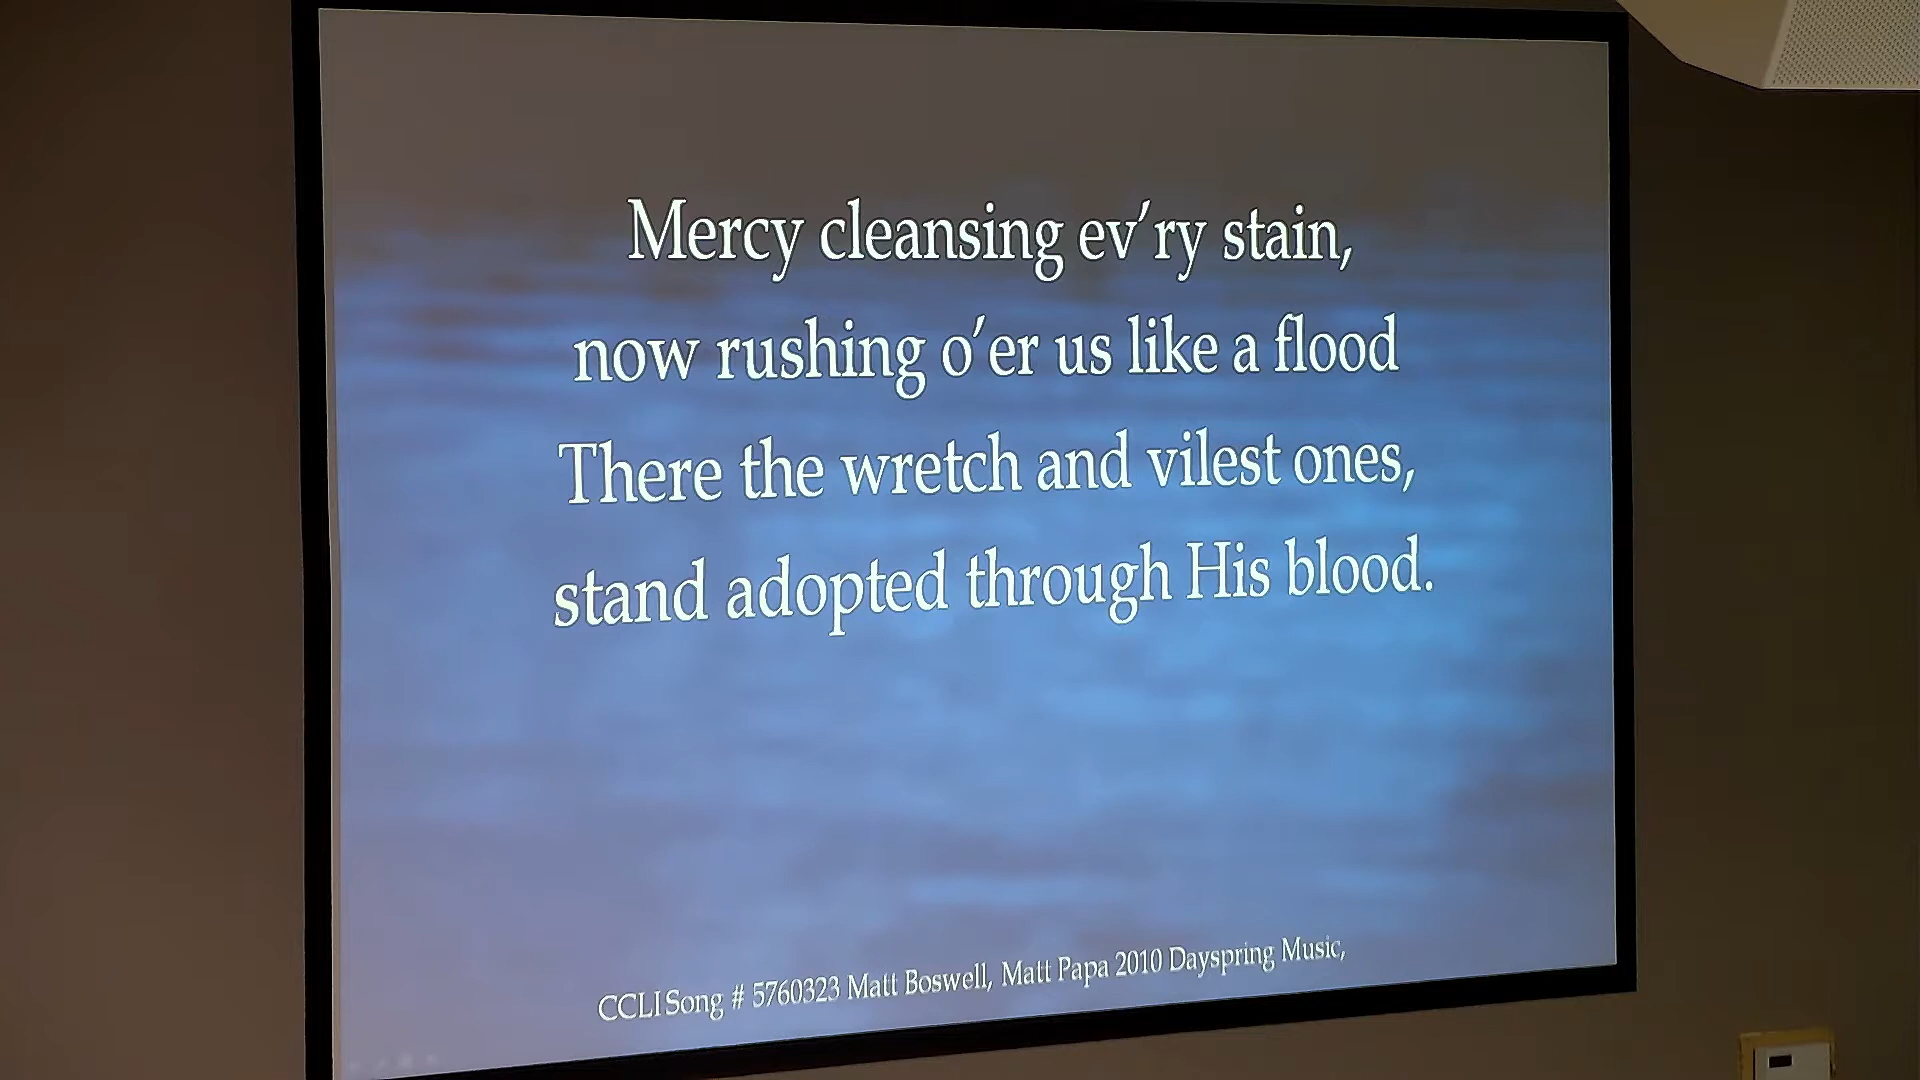 Mercy cleansing ev'ry stain,
now rushing o'er us like a flood
There the wretch and vilest ones,
stand adopted through His blood.
CCLI Song # 5760323 Matt Boswell, Matt Papa 2010 Dayspring Music,